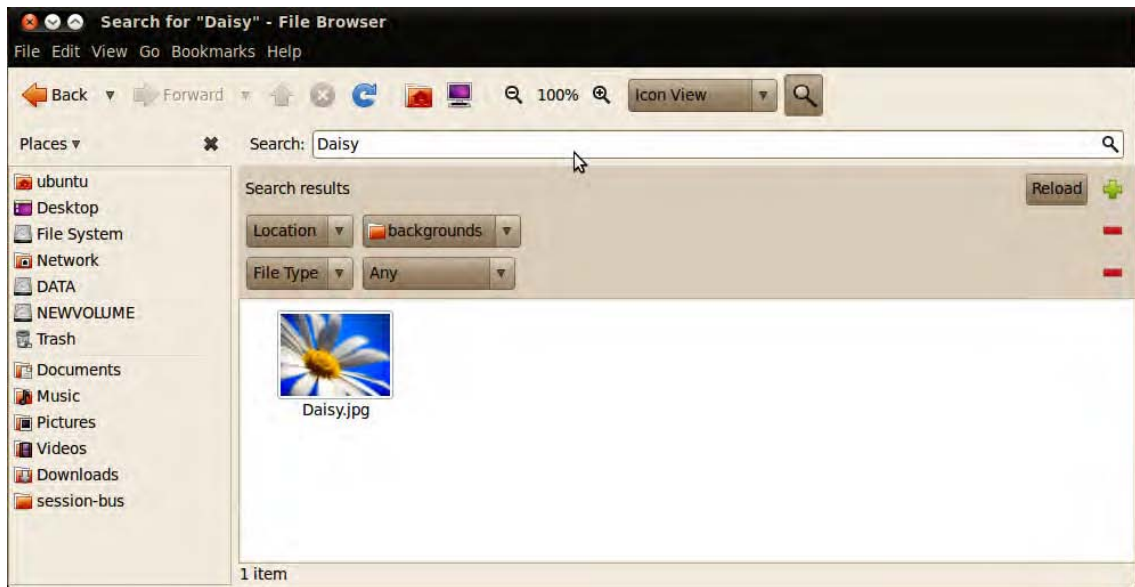 Search for "Daisy" - File Browser
File Edit View Go Bookmarks Help
Back Forward 100% Icon View
Places Search: Daisy
ubuntu
Desktop
File System
Network
DATA
NEWVOLUME
Trash
Documents
Music
Pictures
Videos
Downloads
session-bus
Search results Reload
Location backgrounds
File Type Any
Daisy.jpg
1 item